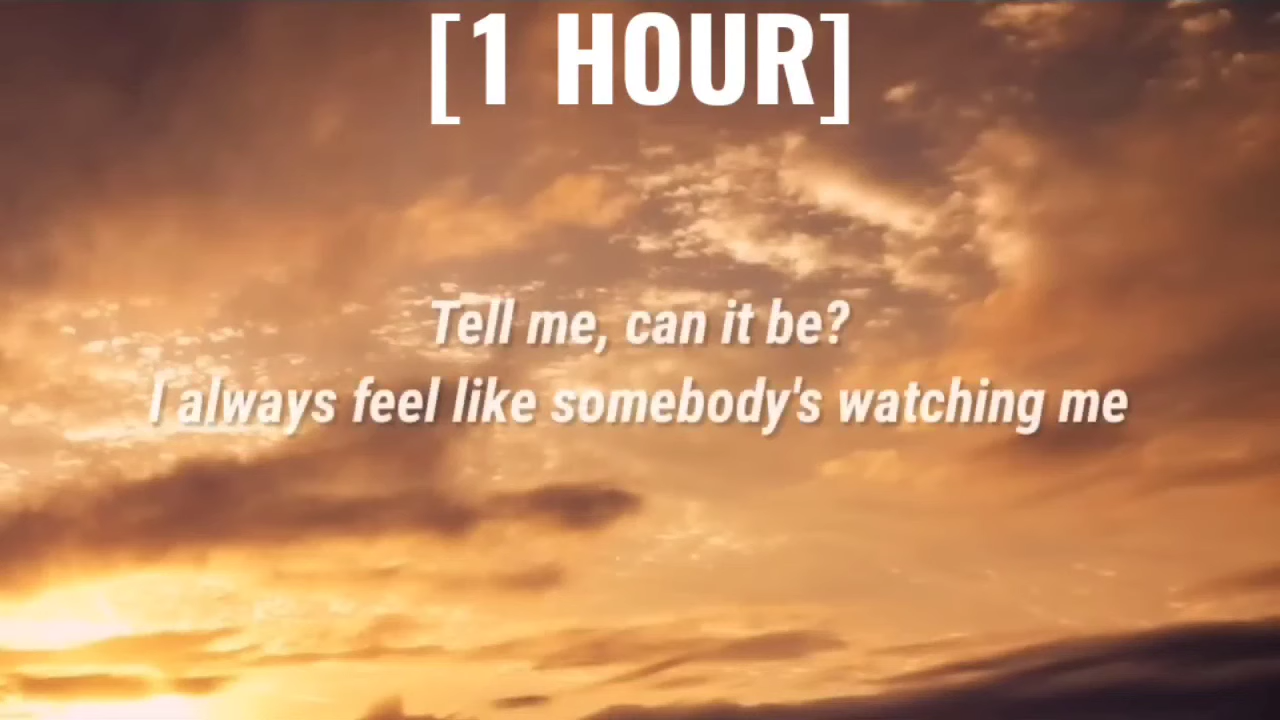 [1 HOUR]
Tell me, can it be?
I always feel like somebody's watching me